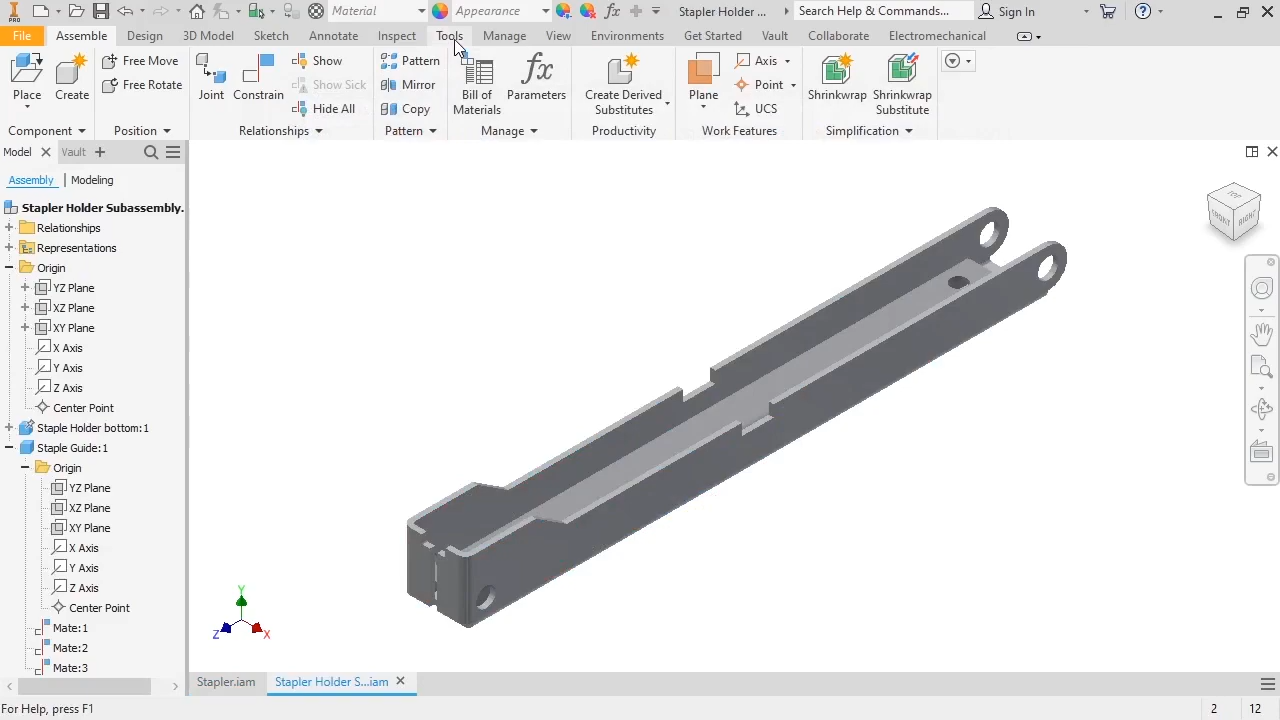 PRO
Material
Appearance
fx
Stapler Holder ...
Search Help & Commands...
Sign In
File
Assemble
Design
3D Model
Sketch
Annotate
Inspect
Tools
Manage
View
Environments
Get Started
Vault
Collaborate
Electromechanical
Place
Create
Free Move
Free Rotate
Joint
Constrain
Show
Show Sick
Hide All
Pattern
Mirror
Copy
Bill of
Materials
fx
Parameters
Create Derived
Substitutes
Plane
Axis
Point
UCS
Shrinkwrap
Shrinkwrap
Substitute
Component
Position
Relationships
Pattern
Manage
Productivity
Work Features
Simplification
Model
Vault
Assembly
Modeling
Stapler Holder Subassembly.
Relationships
Representations
Origin
YZ Plane
XZ Plane
XY Plane
X Axis
Y Axis
Z Axis
Center Point
Staple Holder bottom:1
Staple Guide:1
Origin
YZ Plane
XZ Plane
XY Plane
X Axis
Y Axis
Z Axis
Center Point
Mate:1
Mate:2
Mate:3
TOP
FRONT
RIGHT
Y
Z
X
Stapler.iam
Stapler Holder S...iam
For Help, press F1
2
12